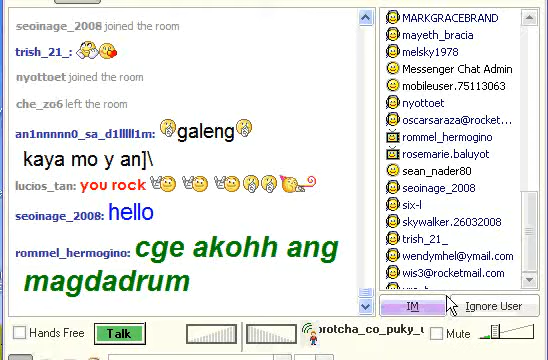 seoinage_2008 joined the room
trish_21_:
nyottoet joined the room
che_zo6 left the room
galeng
kaya mo y an]\
lucios_tan: you rock
seoinage_2008: hello
rommel_hermogino: cge akohh ang
magdadrum
MARKGRACEBRAND
mayeth_bracia
melsky1978
Messenger Chat Admin
mobileuser.75113063
nyottoet
oscarsaraza@rocket...
rommel_hermogino
rosemarie.baluyot
sean_nader80
seoinage_2008
six-l
skywalker.26032008
trish_21_
wendymhel@ymail.com
wis3@rocketmail.com
IM
Ignore User
Hands Free
Talk
Mute